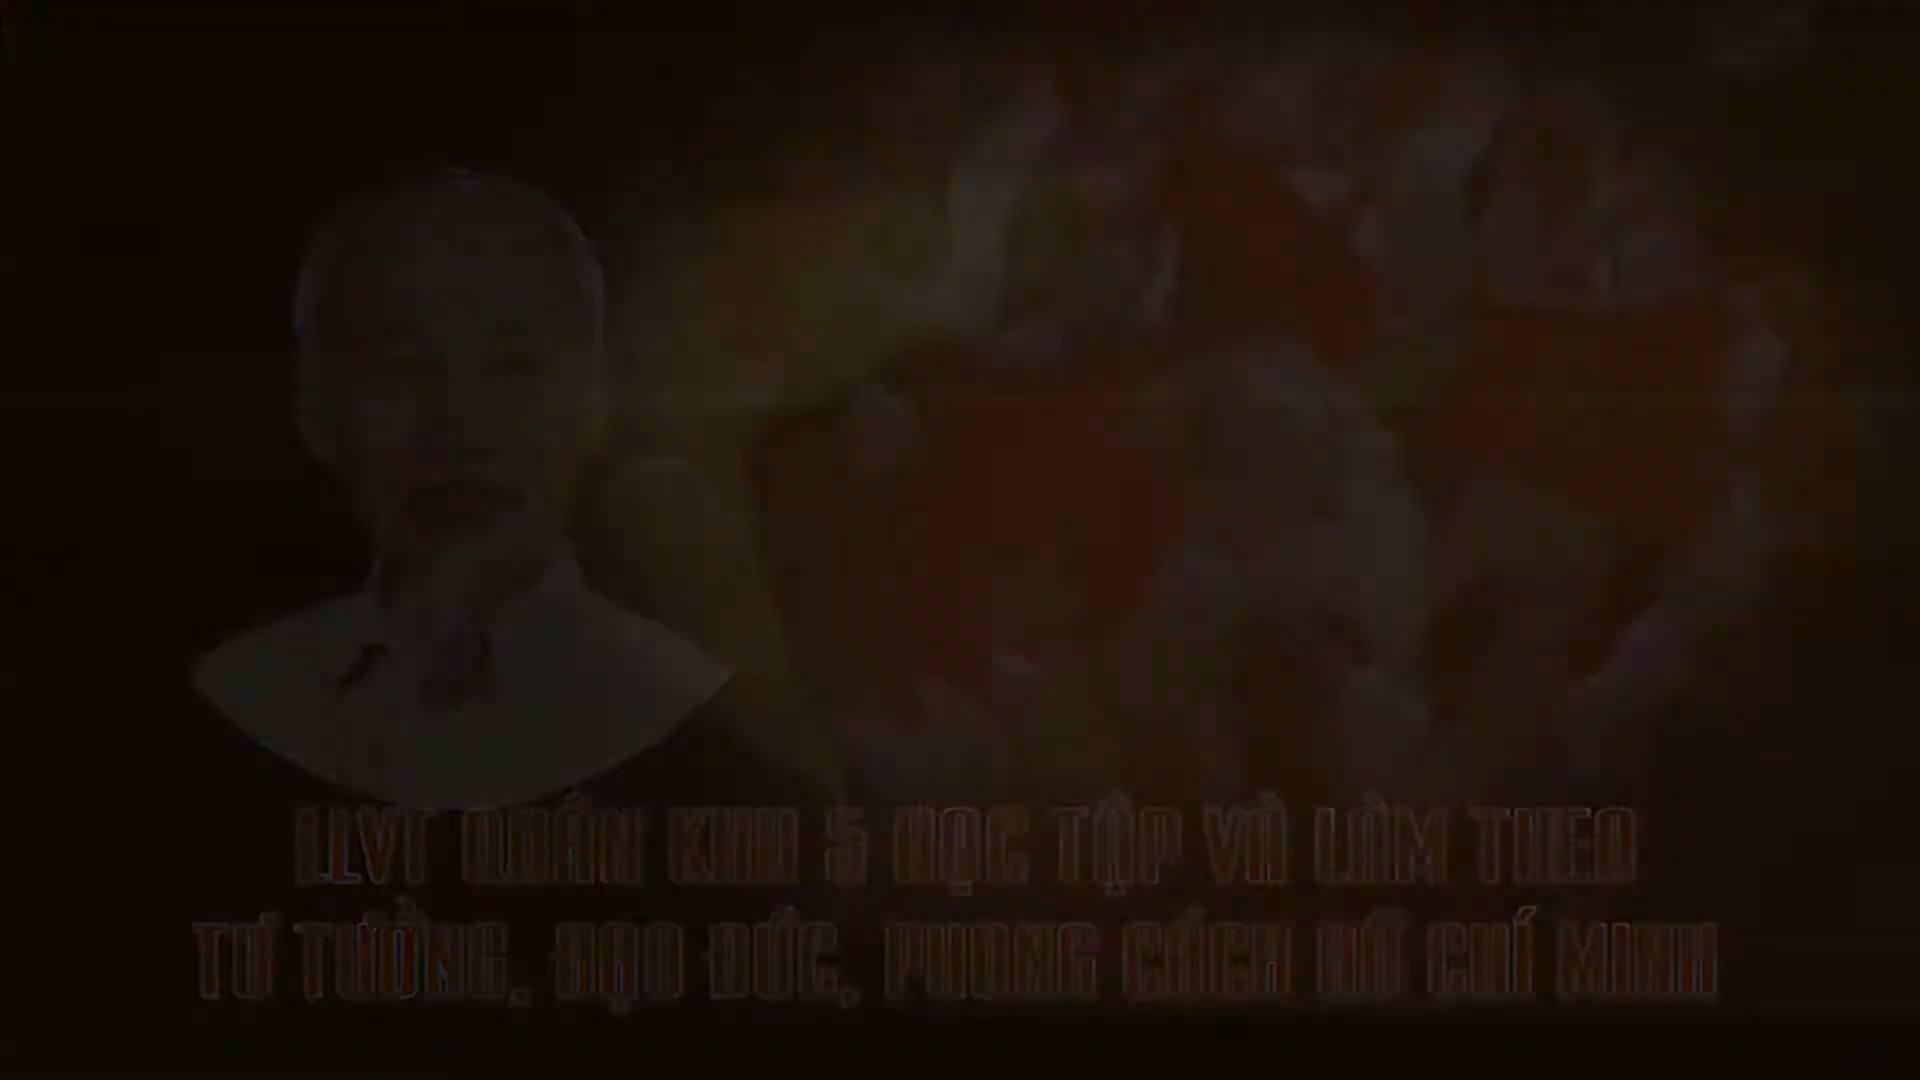 LLVT QUÂN KHU 5 HỌC TẬP VÀ LÀM THEO
TƯ TƯỞNG, ĐẠO ĐỨC, PHONG CÁCH HỒ CHÍ MINH